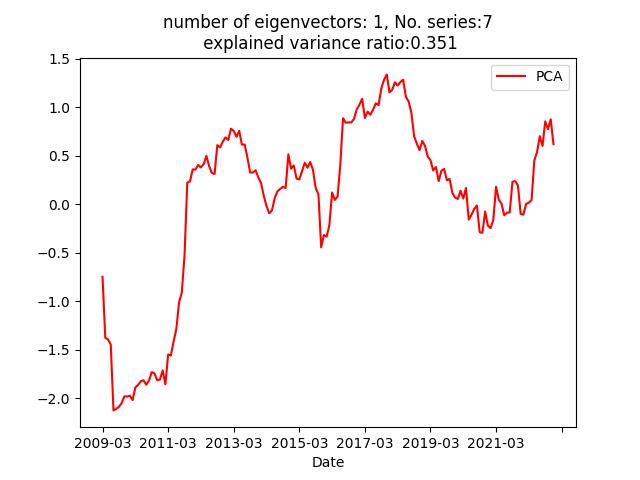 number of eigenvectors: 1, No. series:7
explained variance ratio:0.351
PCA
1.5
1.0
0.5
0.0
−0.5
−1.0
−1.5
−2.0
2009-03 2011-03 2013-03 2015-03 2017-03 2019-03 2021-03
Date